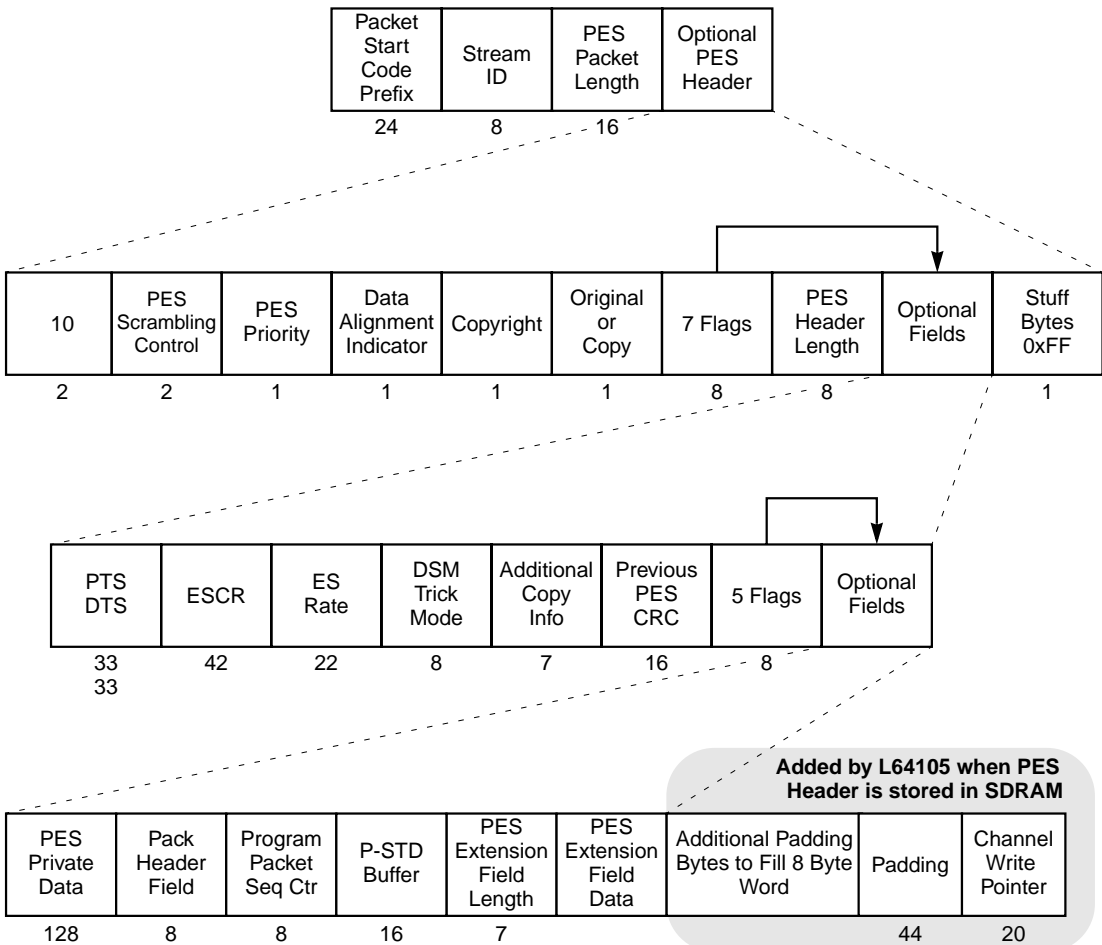 Packet
Start
Code
Prefix
Stream
ID
PES
Packet
Length
Optional
PES
Header
24
8
16
10
PES
Scrambling
Control
PES
Priority
Data
Alignment
Indicator
Copyright
Original
or
Copy
7 Flags
PES
Header
Length
Optional
Fields
Stuff
Bytes
0xFF
2
2
1
1
1
1
8
8
1
PTS
DTS
ESCR
ES
Rate
DSM
Trick
Mode
Additional
Copy
Info
Previous
PES
CRC
5 Flags
Optional
Fields
33
33
42
22
8
7
16
8
Added by L64105 when PES
Header is stored in SDRAM
PES
Private
Data
Pack
Header
Field
Program
Packet
Seq Ctr
P-STD
Buffer
PES
Extension
Field
Length
PES
Extension
Field
Data
Additional Padding
Bytes to Fill 8 Byte
Word
Padding
Channel
Write
Pointer
128
8
8
16
7
44
20